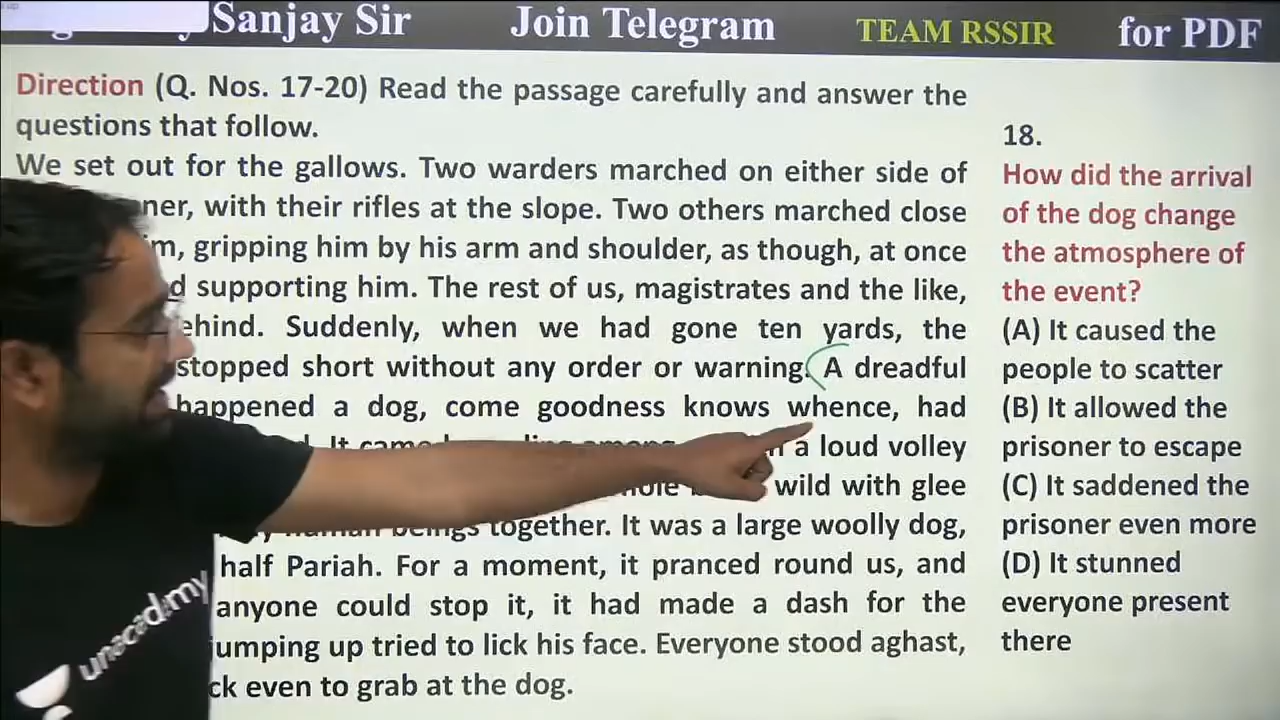 Sanjay Sir Join Telegram TEAM RSSIR for PDF
Direction (Q. Nos. 17-20) Read the passage carefully and answer the
questions that follow.
We set out for the gallows. Two warders marched on either side of
with their rifles at the slope. Two others marched close
gripping him by his arm and shoulder, as though, at once
supporting him. The rest of us, magistrates and the like,
Suddenly, when we had gone ten yards, the
stopped short without any order or warning. A dreadful
happened a dog, come goodness knows whence, had
It came a loud volley
wild with glee
human beings together. It was a large woolly dog,
half Pariah. For a moment, it pranced round us, and
anyone could stop it, it had made a dash for the
jumping up tried to lick his face. Everyone stood aghast,
even to grab at the dog.
18.
How did the arrival
of the dog change
the atmosphere of
the event?
(A) It caused the
people to scatter
(B) It allowed the
prisoner to escape
(C) It saddened the
prisoner even more
(D) It stunned
everyone present
there
unacademy